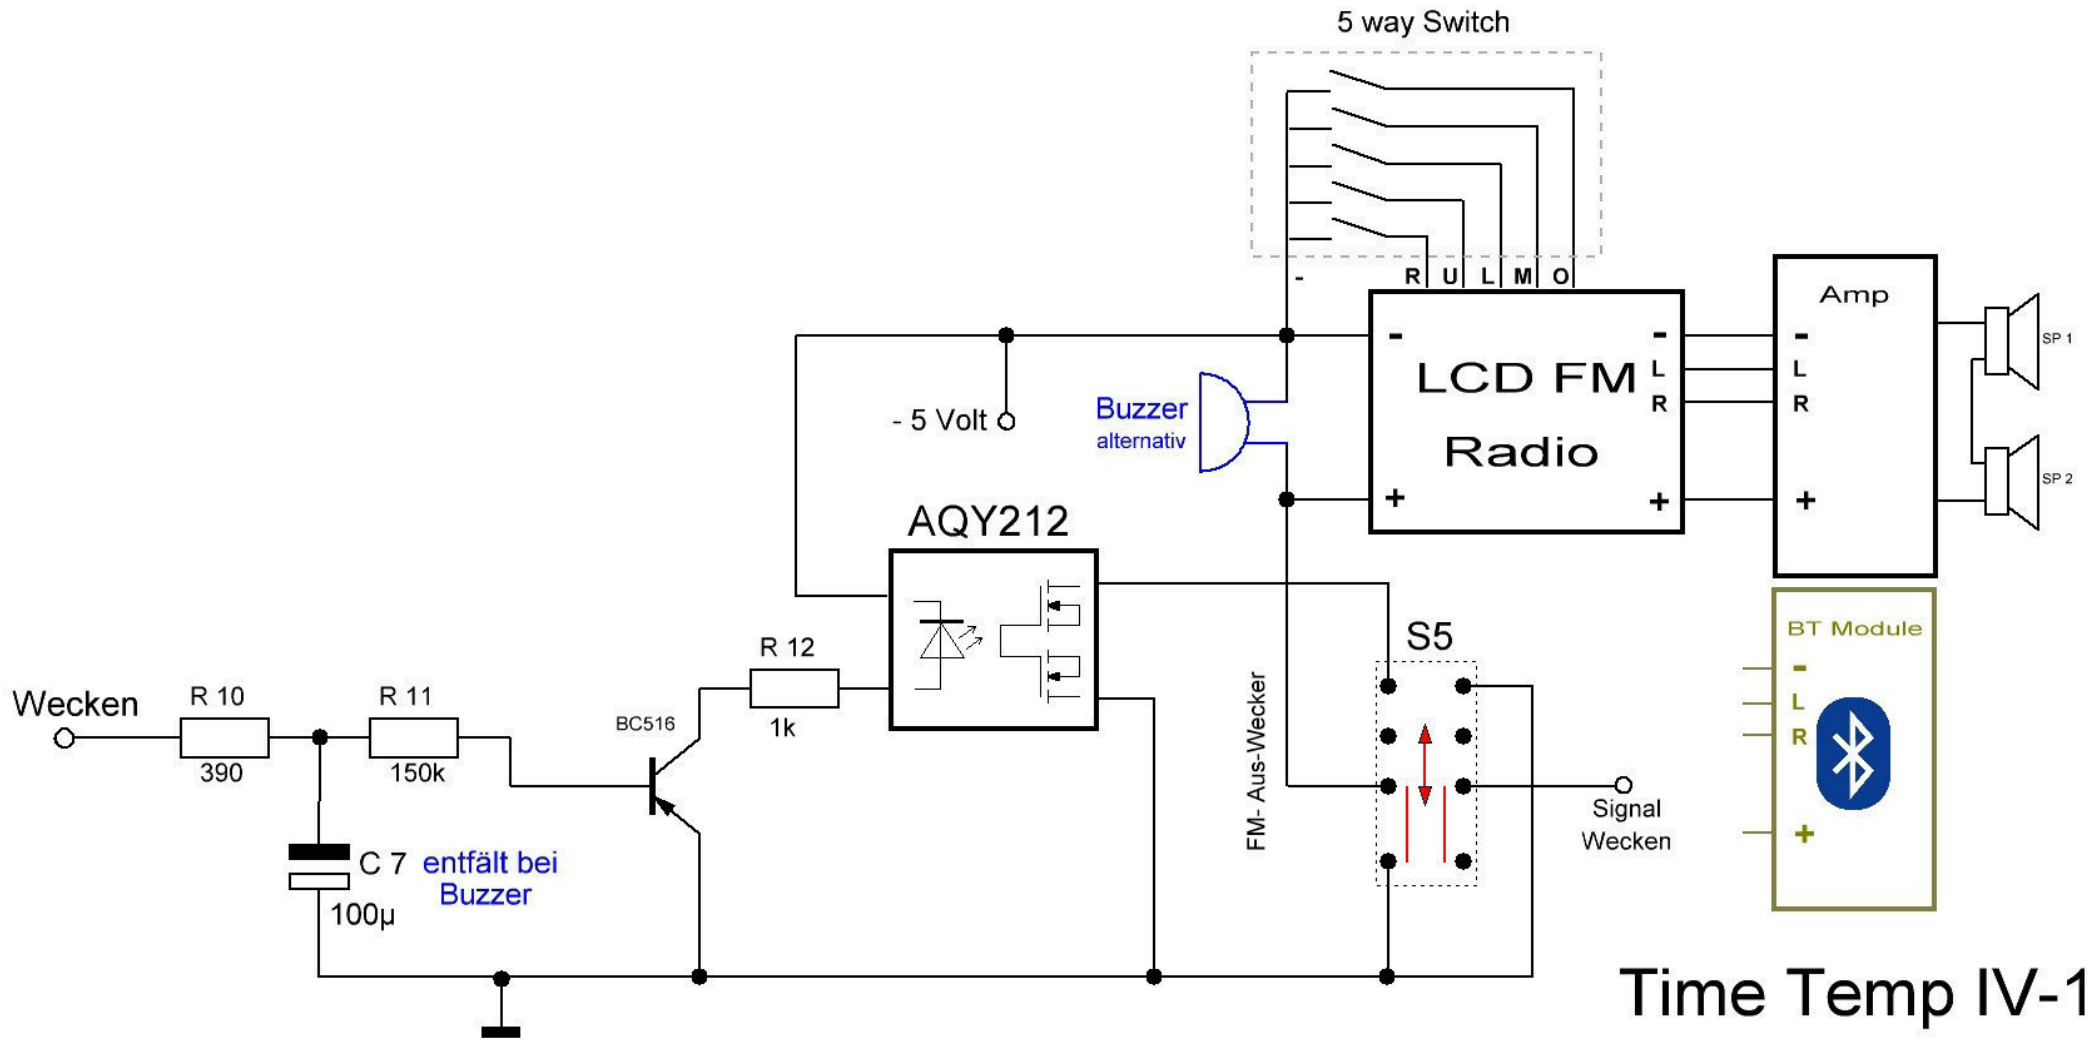 5 way Switch
- R U L M O
Amp
- - -
SP 1
LCD FM
L L
R R
- 5 Volt
Buzzer
alternativ
Radio
SP 2
+ + +
AQY212
BT Module
-
S5
R 12
1k
L
R
+
FM- Aus-Wecker
Wecken
R 10
390
R 11
150k
BC516
Signal
Wecken
C 7 entfält bei
Buzzer
100µ
Time Temp IV-1